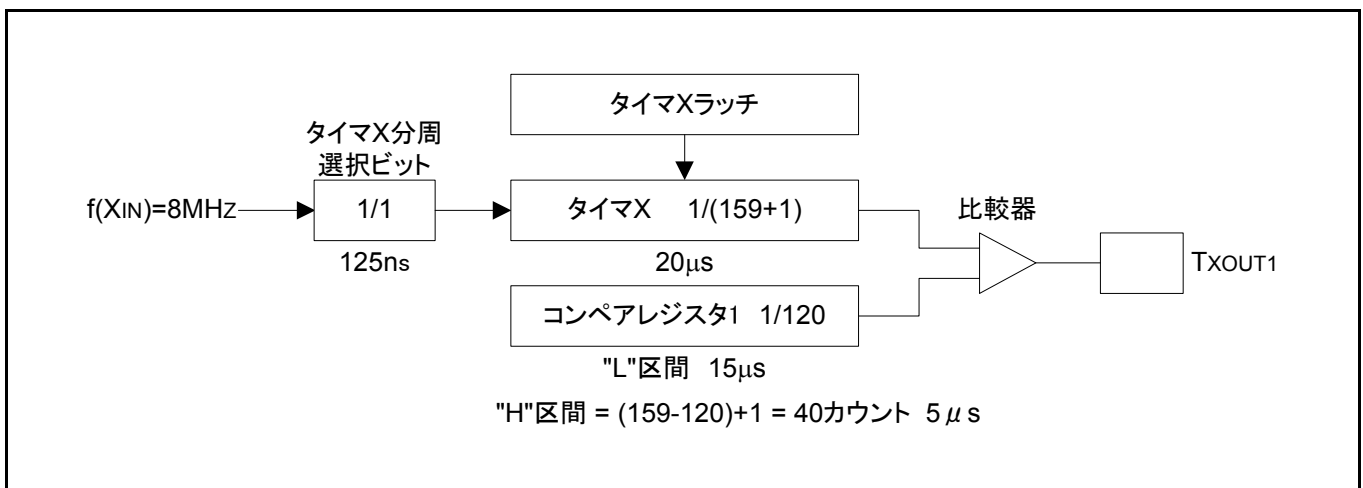 タイマXラッチ
タイマX分周
選択ビット
f(XIN)=8MHZ
1/1
タイマX 1/(159+1)
比較器
125ns
20μs
TXOUT1
コンペアレジスタ1 1/120
"L"区間 15μs
"H"区間 = (159-120)+1 = 40カウント 5μs